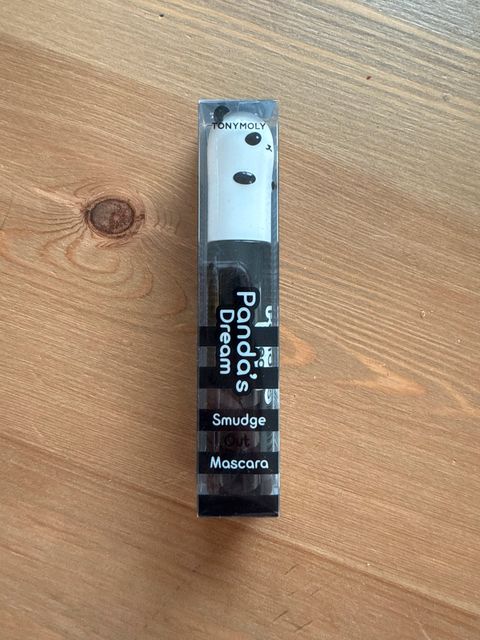 TONYMOLY
Panda's
Dream
Smudge
Out
Mascara